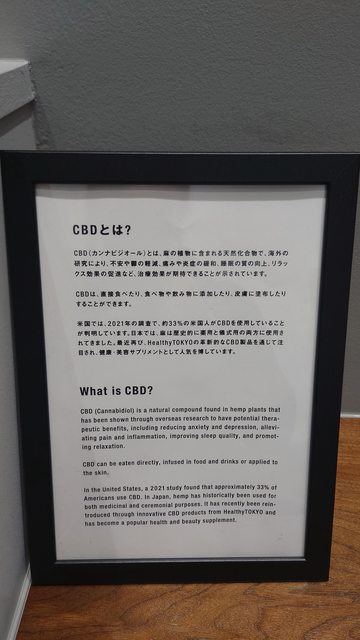 CBDとは?
CBD(カンナビジオール)とは、麻の植物に含まれる天然化合物で、海外の
研究により、不安や鬱の軽減、痛みや炎症の緩和、睡眠の質の向上、リラッ
クス効果の促進など、治療効果が期待できることが示されています。
CBDは、直接食べたり、食べ物や飲み物に添加したり、皮膚に塗布したり
することができます。
米国では、2021年の調査で、約33%の米国人がCBDを使用していること
が判明しています。日本では、麻は歴史的に薬用と儀式用の両方に使用さ
れてきました。最近再び、HealthyTOKYOの革新的なCBD製品を通じて注
目され、健康・美容サプリメントとして人気を博しています。
What is CBD?
CBD (Cannabidiol) is a natural compound found in hemp plants that
has been shown through overseas research to have potential thera-
peutic benefits, including reducing anxiety and depression, allevi-
ating pain and inflammation, improving sleep quality, and promot-
ing relaxation.
CBD can be eaten directly, infused in food and drinks or applied to
the skin.
In the United States, a 2021 study found that approximately 33% of
Americans use CBD. In Japan, hemp has historically been used for
both medicinal and ceremonial purposes. It has recently been rein-
troduced through innovative CBD products from HealthyTOKYO and
has become a popular health and beauty supplement.